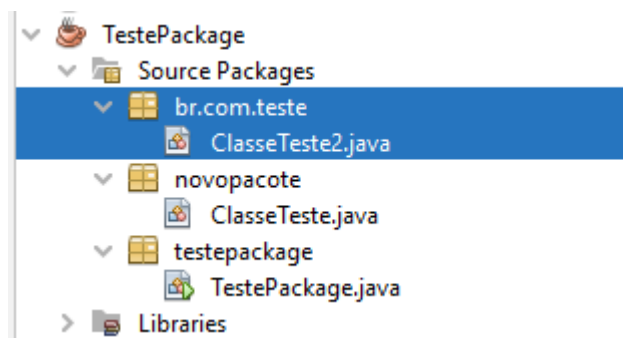 TestePackage
Source Packages
br.com.teste
ClasseTeste2.java
novopacote
ClasseTeste.java
testepackage
TestePackage.java
Libraries